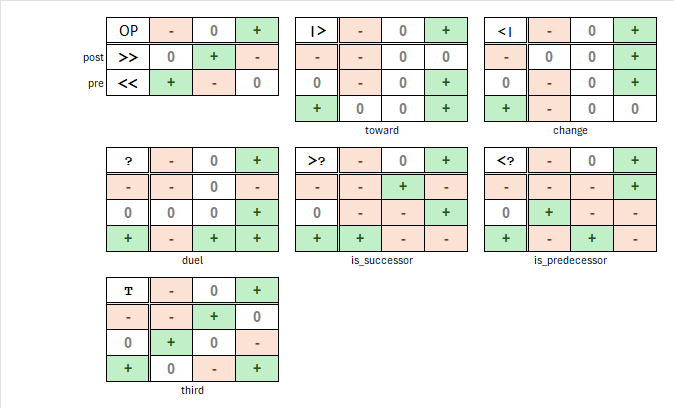 OP - 0 +
post >> 0 + -
pre << + - 0
|> - 0 +
- - 0 0
0 - 0 +
+ 0 0 +
toward
<| - 0 +
- 0 0 +
0 - 0 +
+ - 0 0
change
? - 0 +
- - 0 -
0 0 0 +
+ - + +
duel
>? - 0 +
- - + -
0 - - +
+ + - -
is_successor
<? - 0 +
- - - +
0 + - -
+ - + -
is_predecessor
T - 0 +
- - + 0
0 + 0 -
+ 0 - +
third